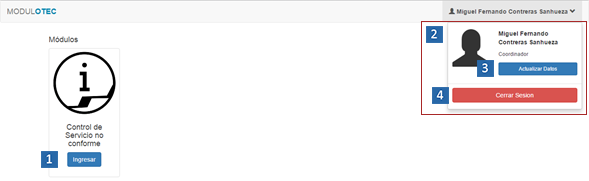 MODULOTEC
Miguel Fernando Contreras Sanhueza
Módulos
Control de
Servicio no
conforme
1
Ingresar
2
Miguel Fernando
Contreras Sanhueza
Coordinador
3
Actualizar Datos
4
Cerrar Sesion